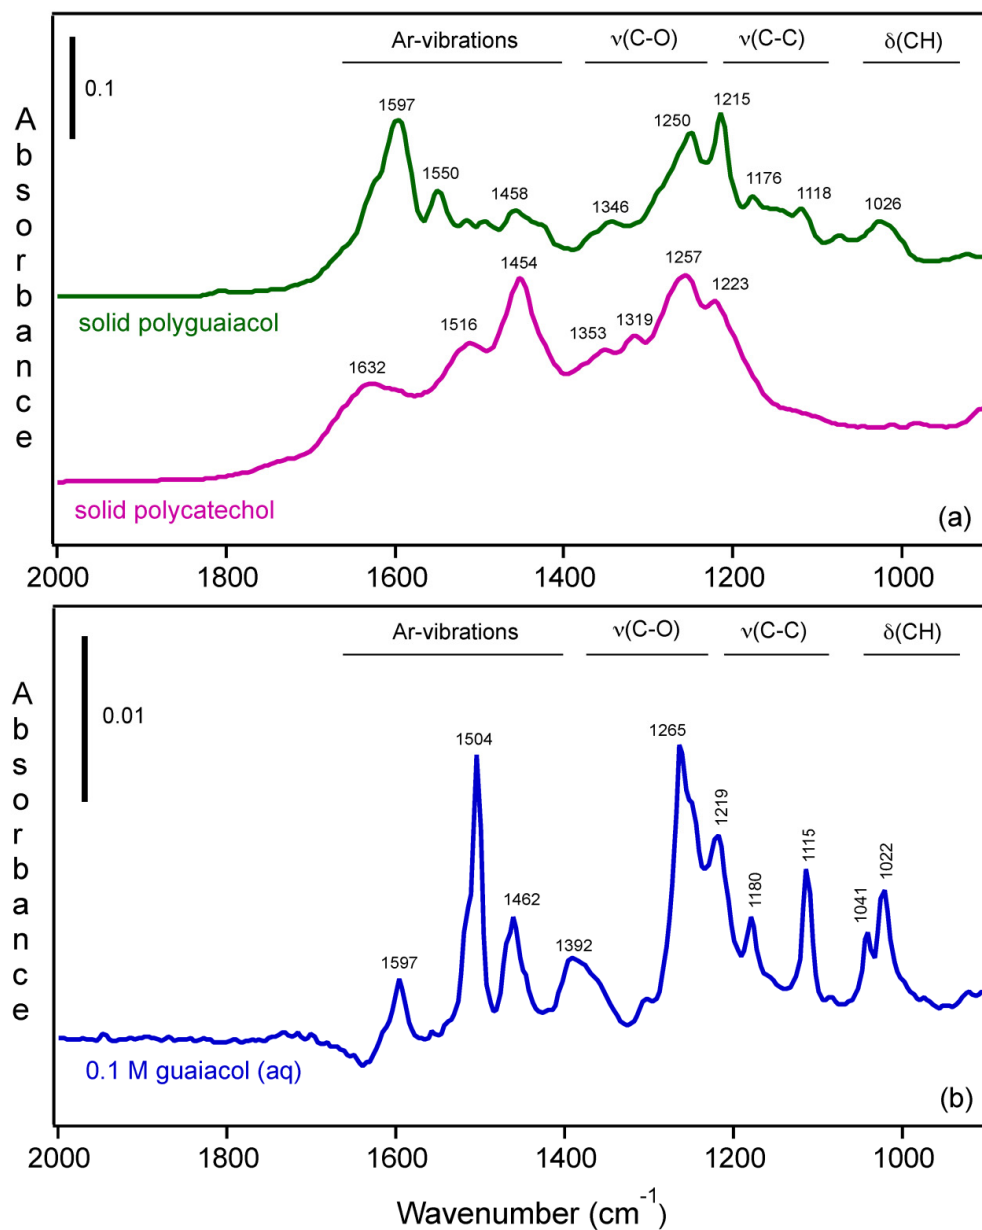 Ar-vibrations ν(C-O) ν(C-C) δ(CH)
0.1
Absorbance
1597 1550 1458 1346 1250 1215 1176 1118 1026
solid polyguaiacol
1632 1516 1454 1353 1319 1257 1223
solid polycatechol
(a)
2000 1800 1600 1400 1200 1000
Ar-vibrations ν(C-O) ν(C-C) δ(CH)
0.01
Absorbance
1597 1504 1462 1392 1265 1219 1180 1115 1041 1022
0.1 M guaiacol (aq)
(b)
2000 1800 1600 1400 1200 1000
Wavenumber (cm⁻¹)